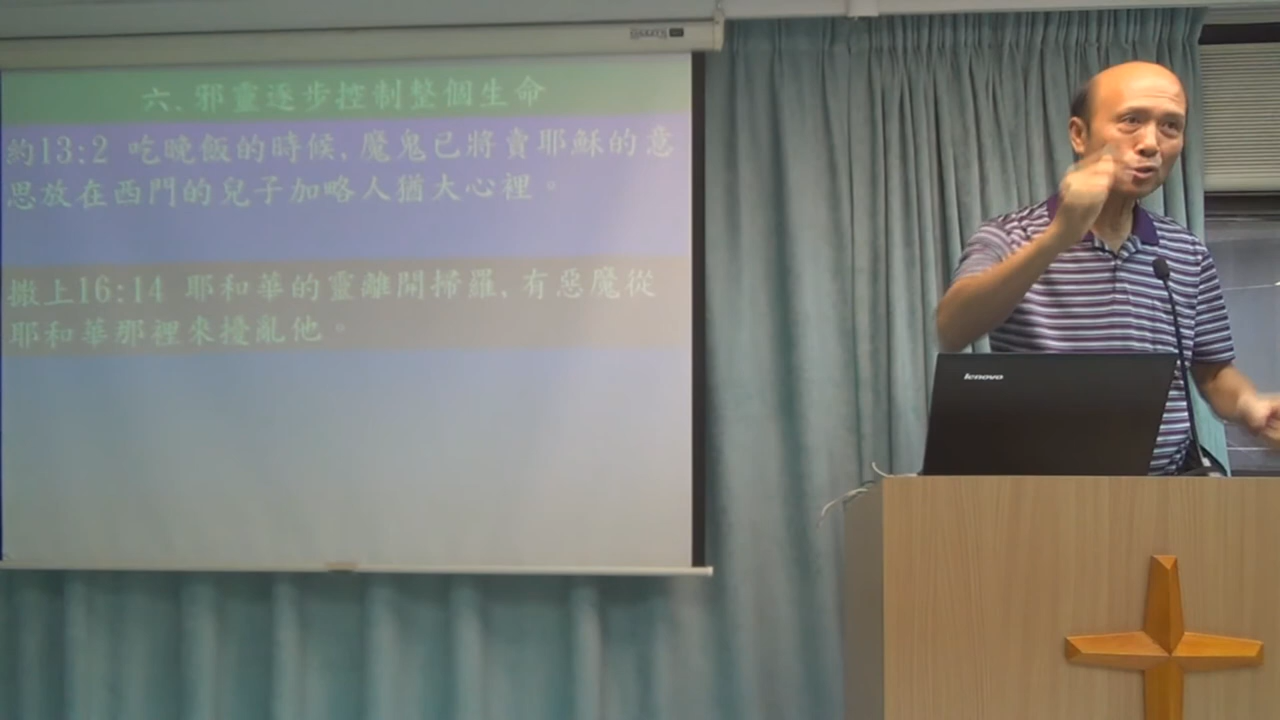 六、邪靈逐步控制整個生命
約13:2 吃晚飯的時候,魔鬼已將賣耶穌的意
思放在西門的兒子加略人猶大心裡。
撒上16:14 耶和華的靈離開掃羅,有惡魔從
耶和華那裡來擾亂他。
lenovo